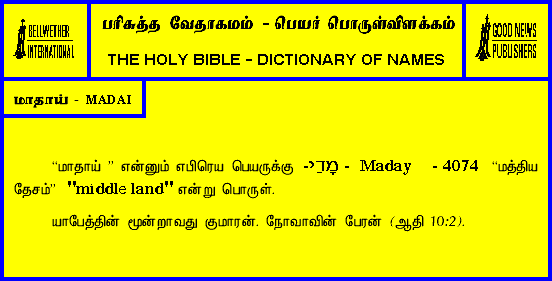 BELLWETHER
INTERNATIONAL
பரிசுத்த வேதாகமம் - பெயர் பொருள்விளக்கம்
THE HOLY BIBLE - DICTIONARY OF NAMES
GOOD NEWS
PUBLISHERS
மாதாய் - MADAI
“மாதாய் ” என்னும் எபிரெய பெயருக்கு -מָדַי - Maday - 4074 “மத்திய
தேசம்” "middle land" என்று பொருள்.
யாபேத்தின் மூன்றாவது குமாரன். நோவாவின் பேரன் (ஆதி 10:2).